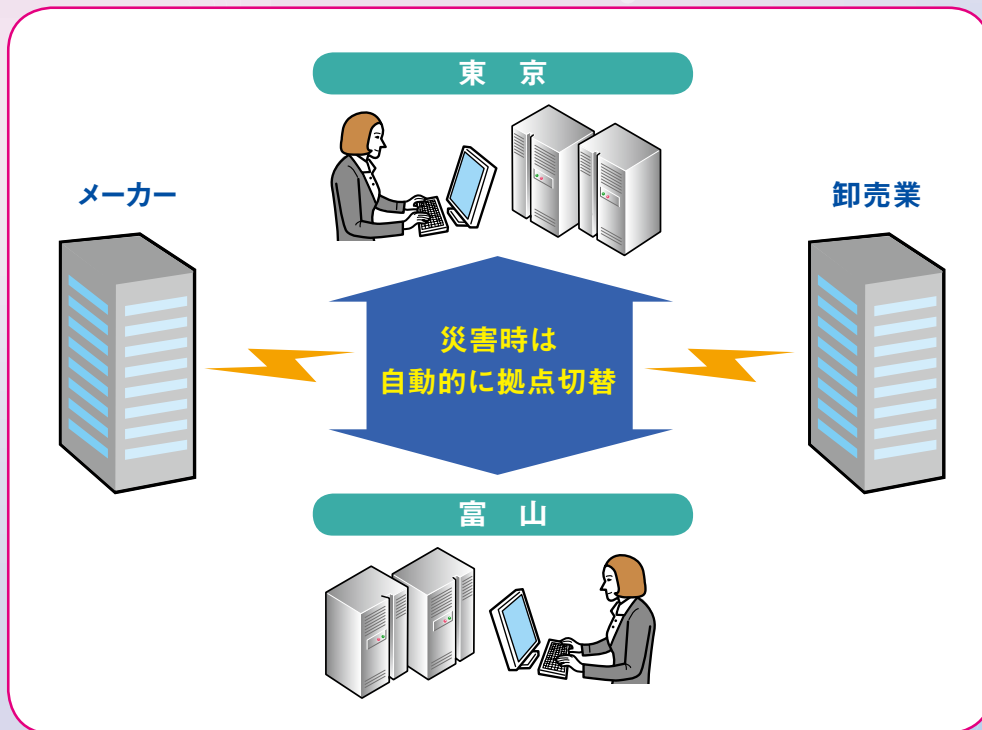 東　京
メーカー
卸売業
災害時は
自動的に拠点切替
富　山